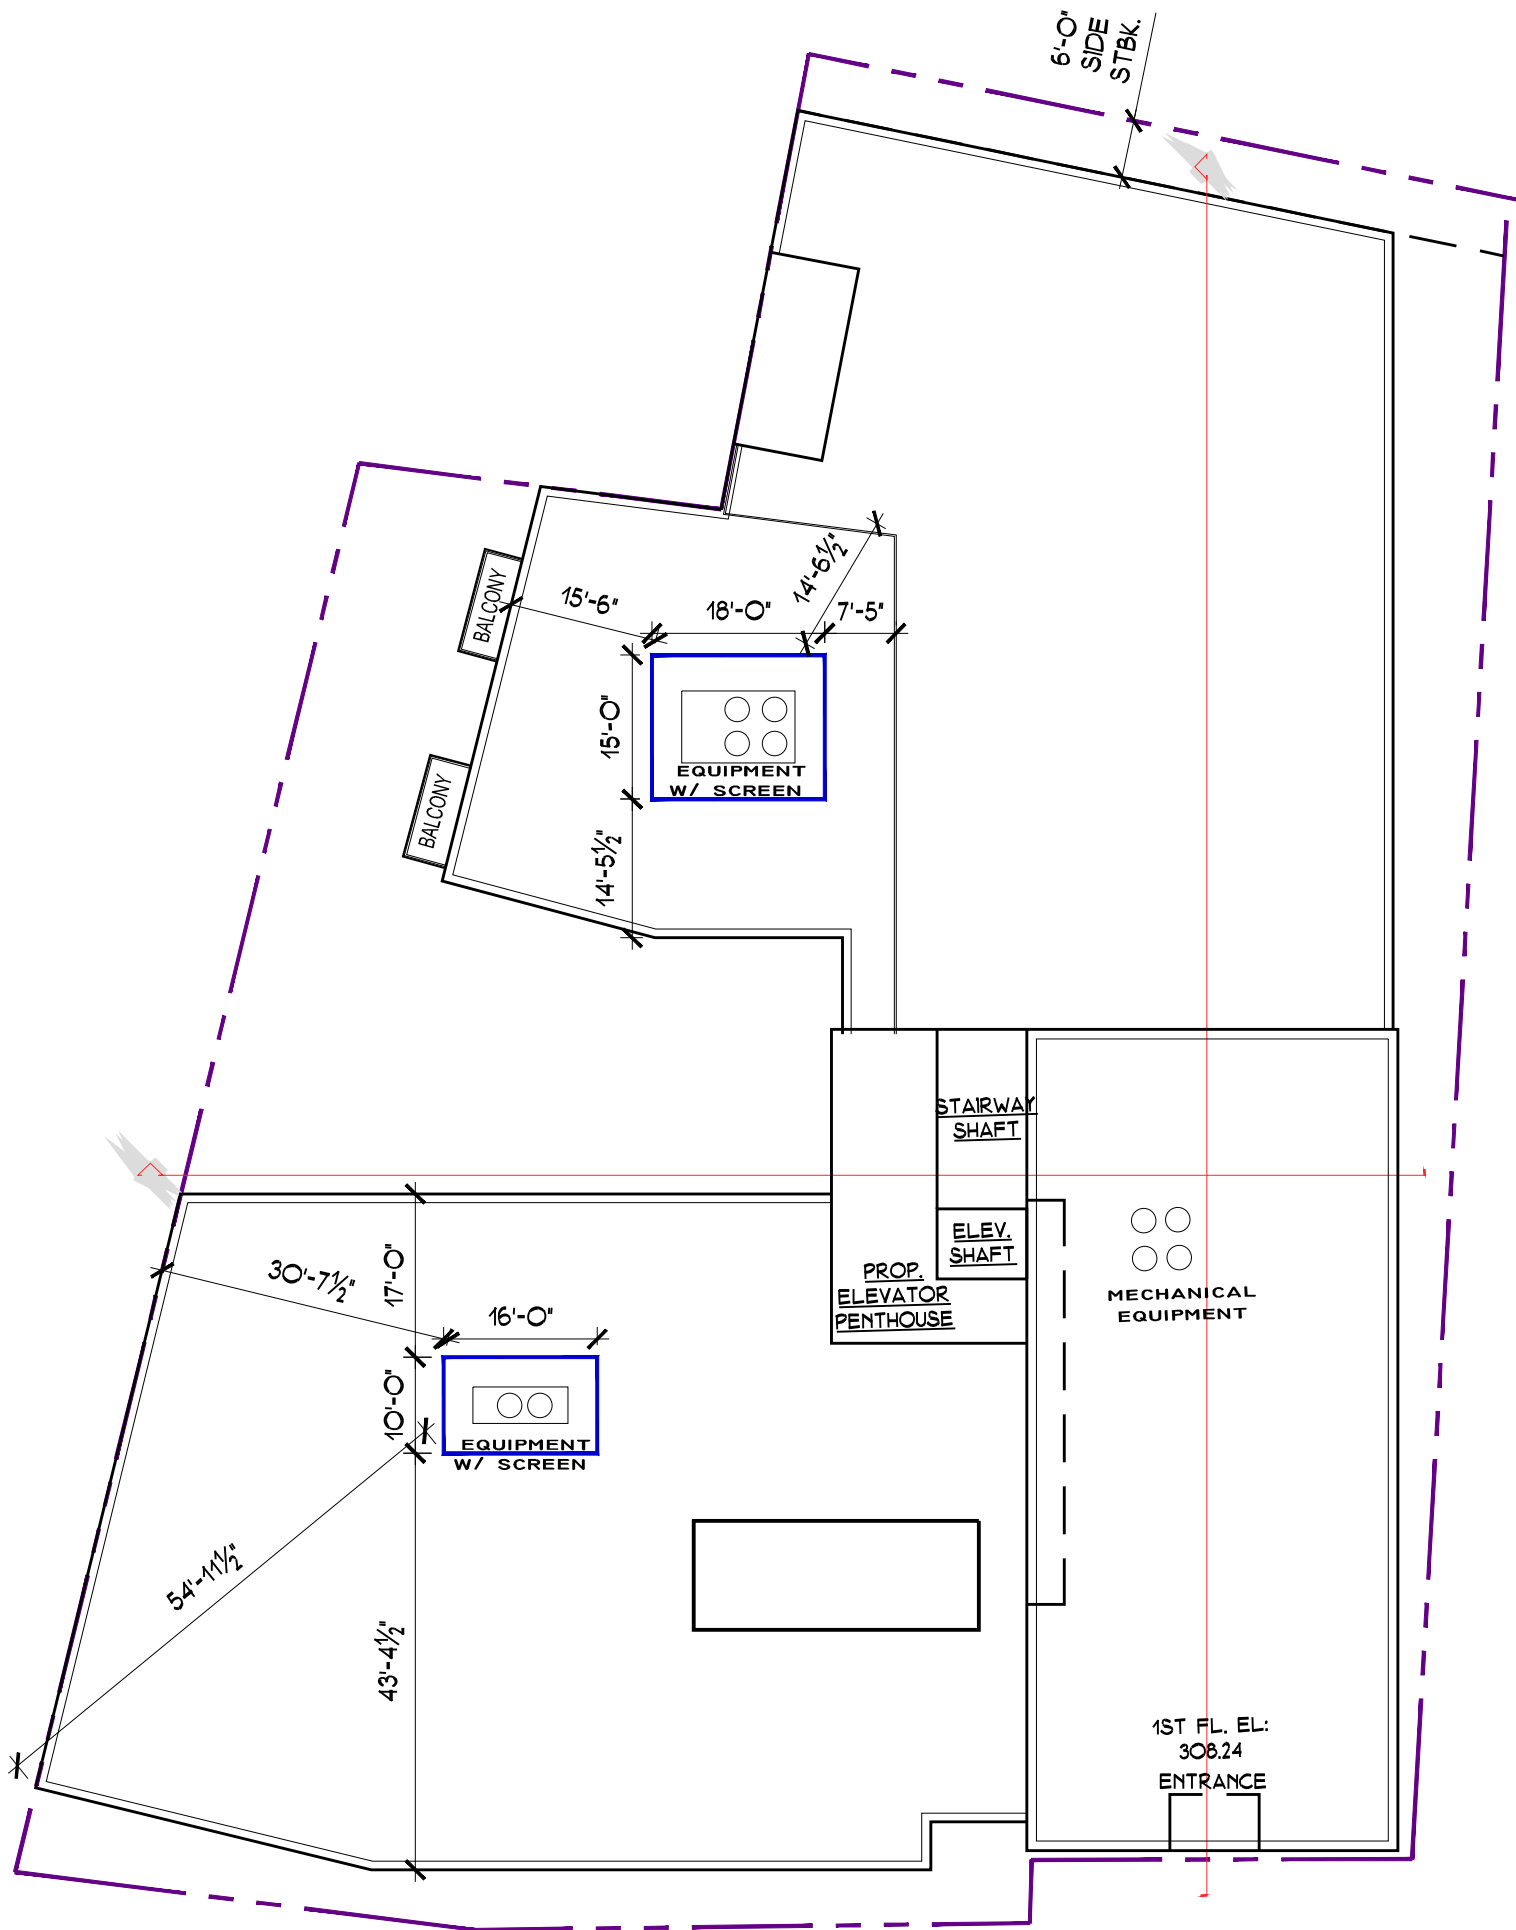 6'-0"
SIDE
STBK.
BALCONY
15'-6"
18'-0"
14'-6½"
7'-5"
15'-0"
EQUIPMENT
W/ SCREEN
BALCONY
14'-5½"
STAIRWAY
SHAFT
ELEV.
SHAFT
PROP.
ELEVATOR
PENTHOUSE
MECHANICAL
EQUIPMENT
30'-7½"
17'-0"
16'-0"
10'-0"
EQUIPMENT
W/ SCREEN
54'-11½"
43'-4½"
1ST FL. EL:
308.24
ENTRANCE